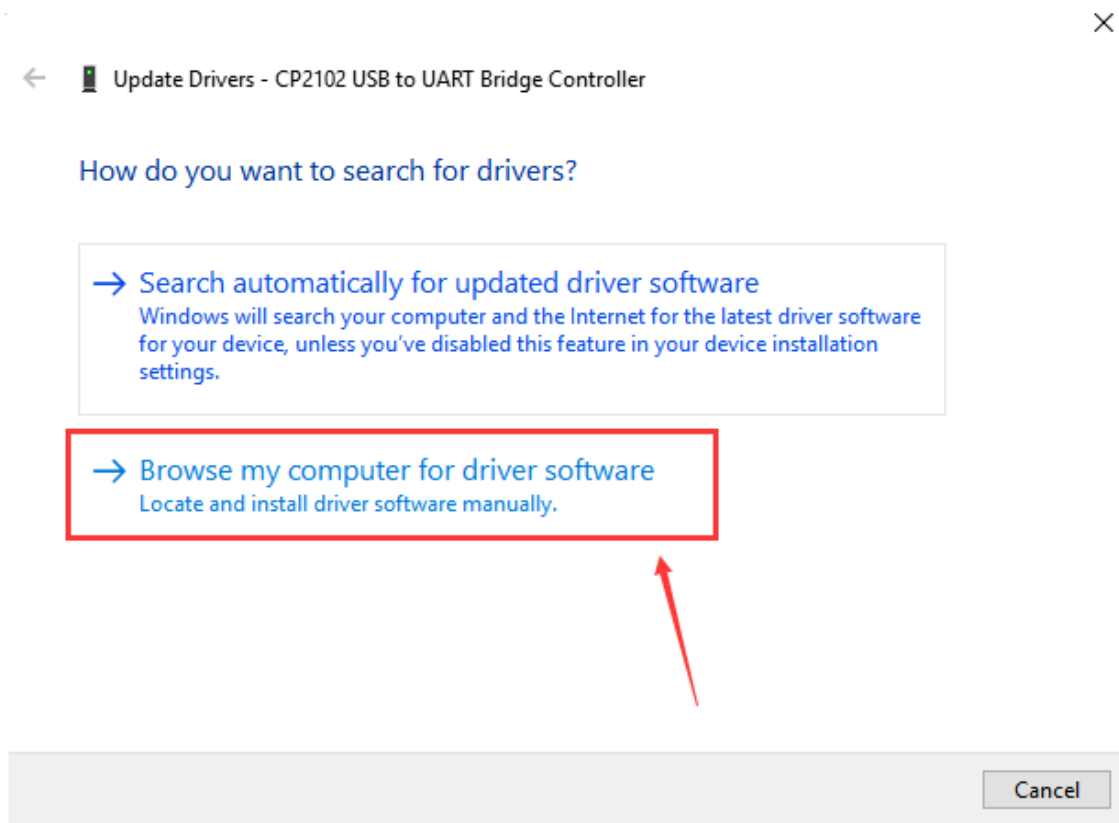 Update Drivers - CP2102 USB to UART Bridge Controller
How do you want to search for drivers?
Search automatically for updated driver software
Windows will search your computer and the Internet for the latest driver software
for your device, unless you've disabled this feature in your device installation
settings.
Browse my computer for driver software
Locate and install driver software manually.
Cancel